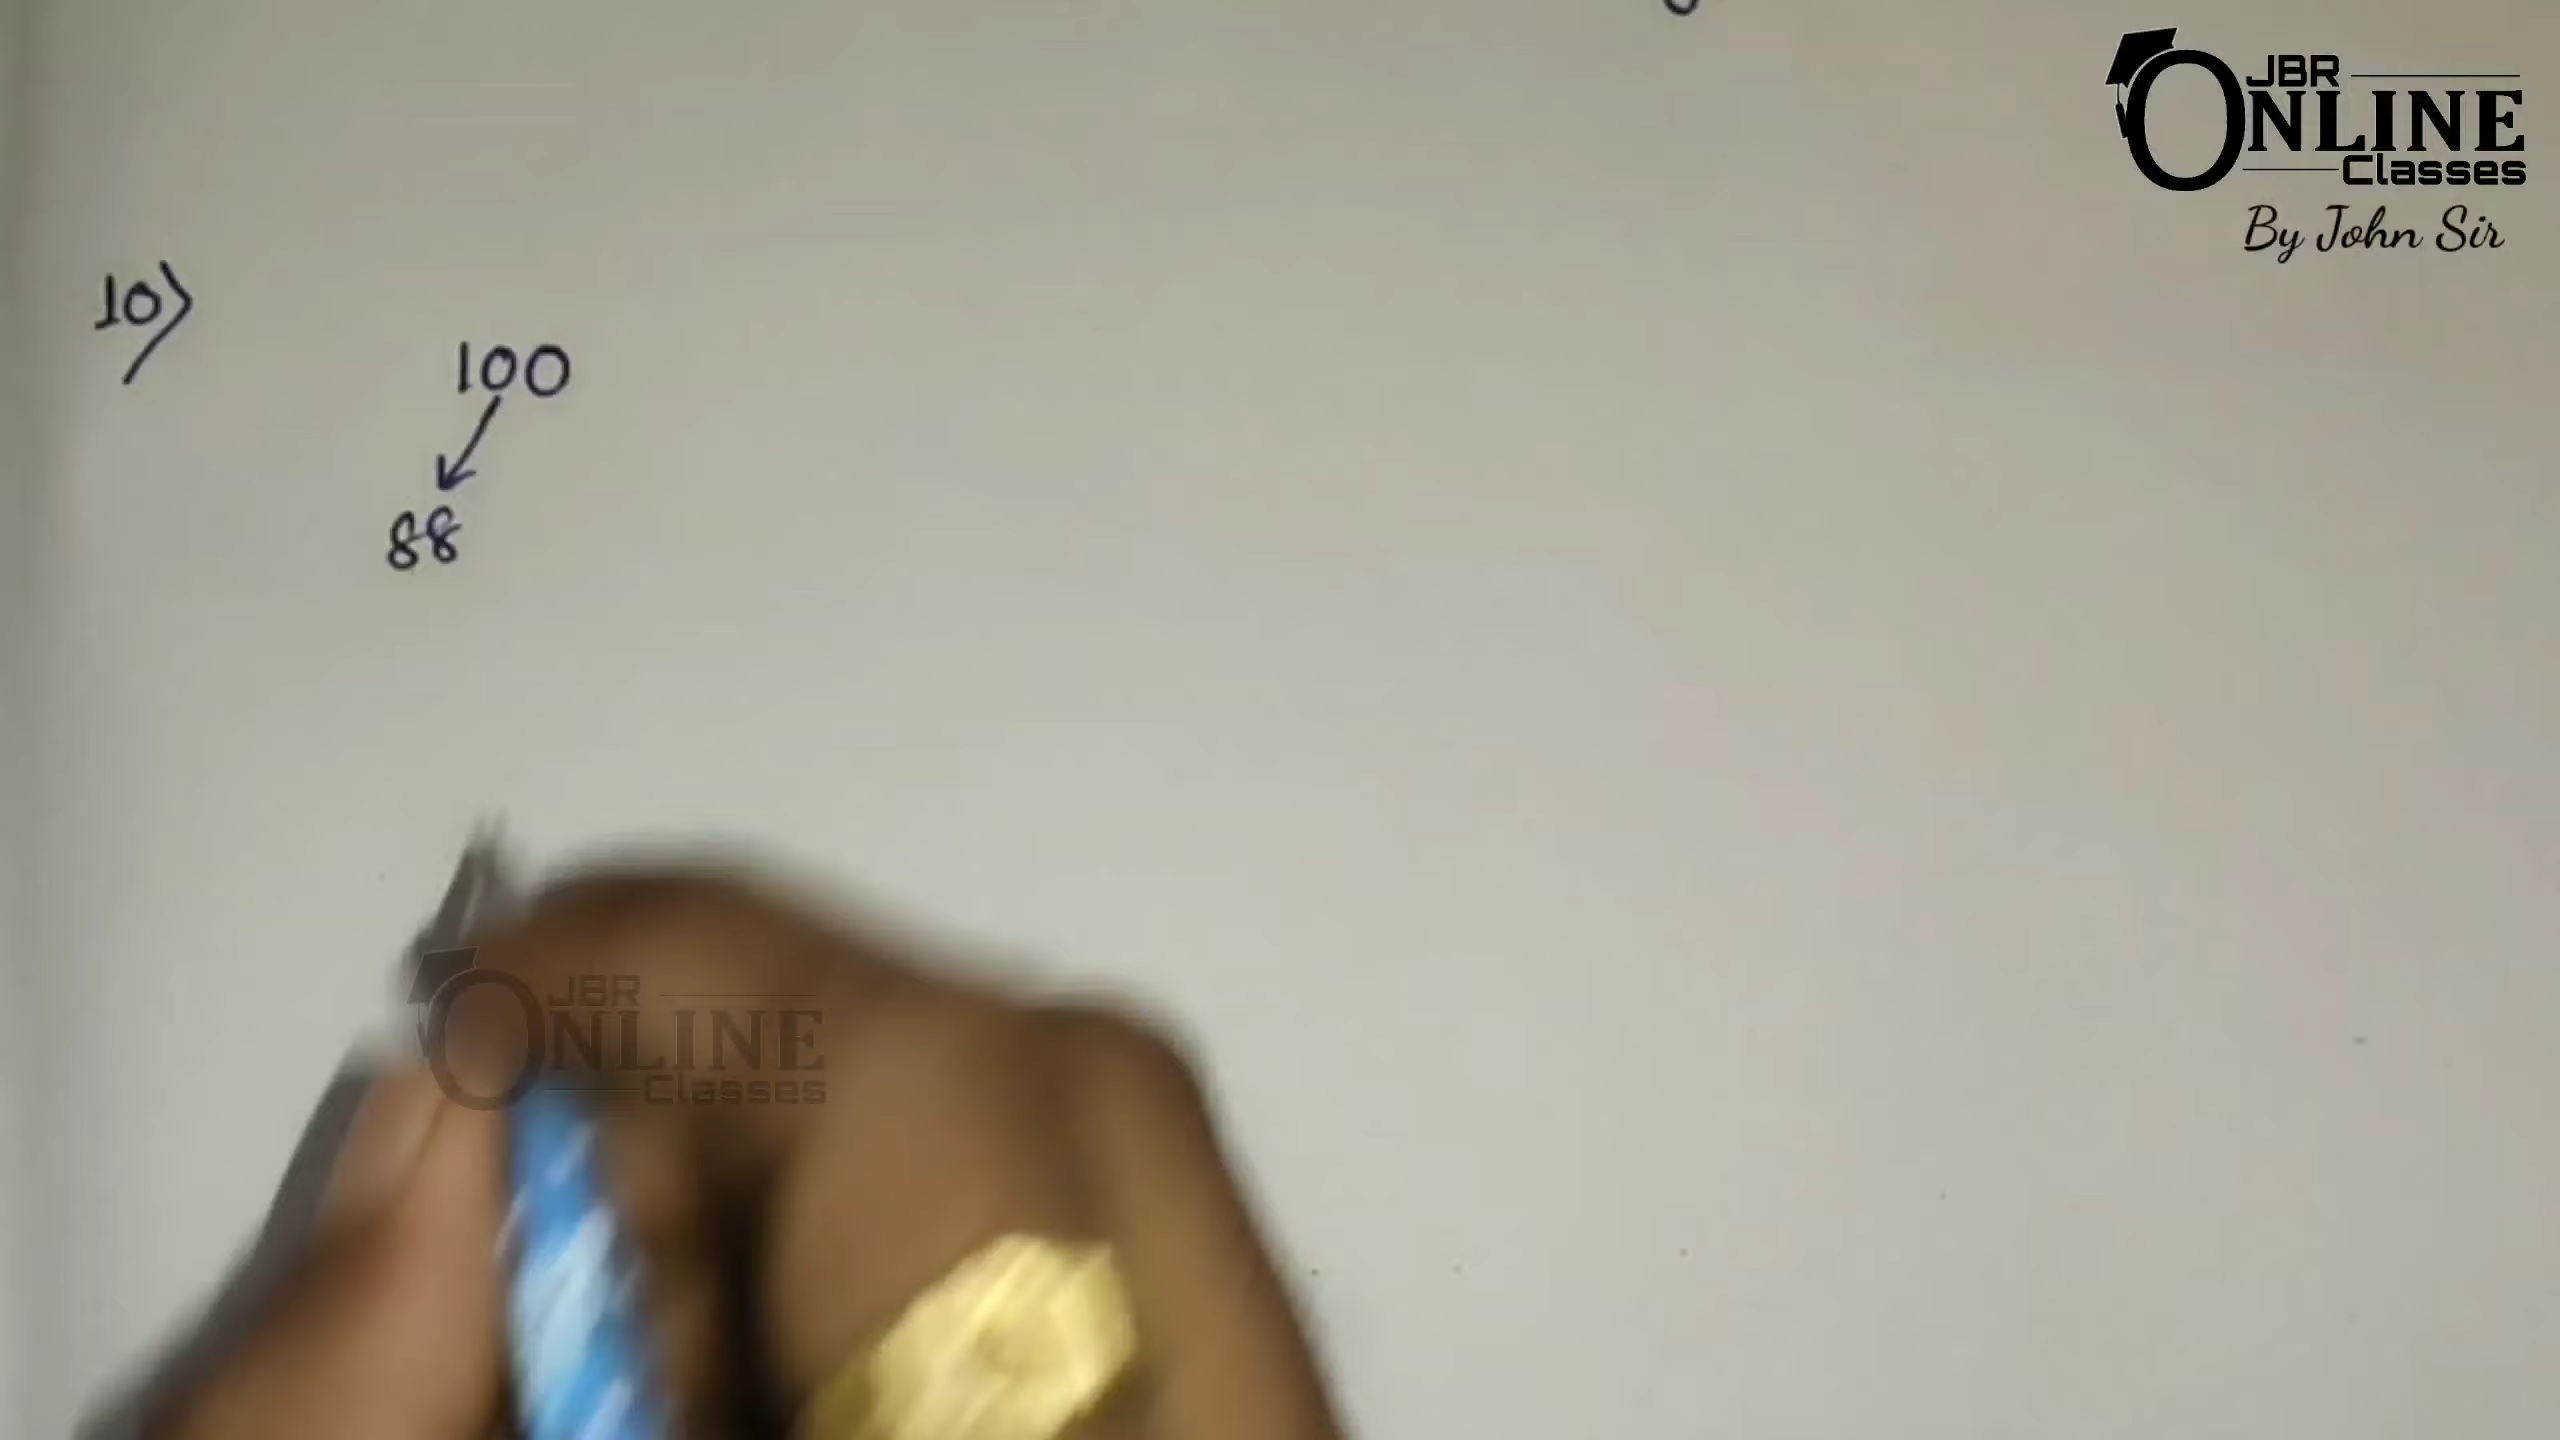 JBR
ONLINE
Classes
By John Sir
10)
100
88
JBR
ONLINE
Classes